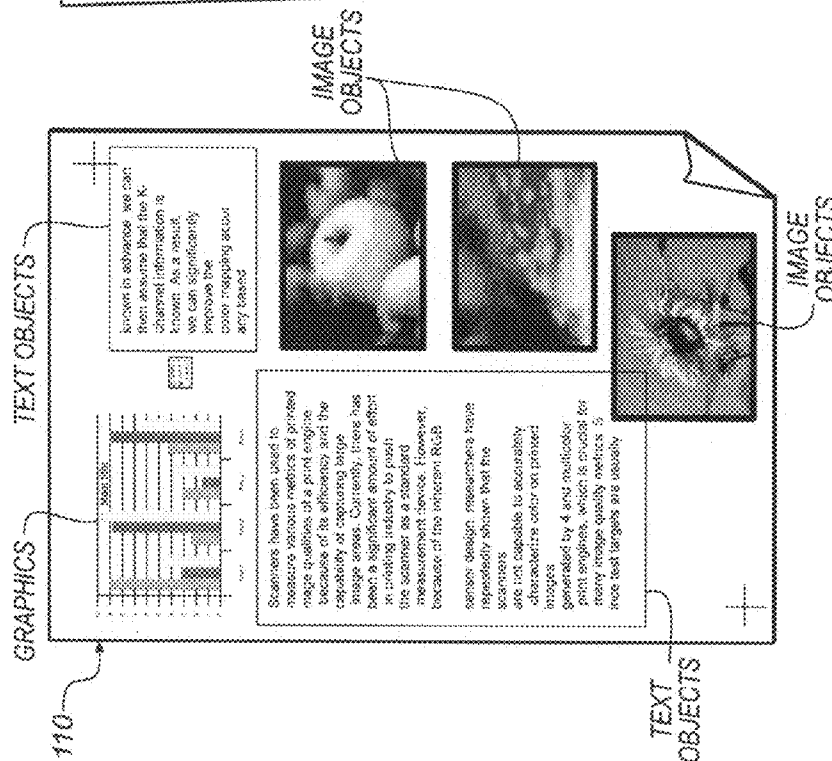 110
GRAPHICS
TEXT OBJECTS
known in advance we can
then assume that the K-
channel information is
known. As a result,
we can significantly
improve the
color mapping accur
based
IMAGE
OBJECTS
Scanners have been used to
measure various metrics of printed
image qualities of a print engine
because of its efficiency and the
capability of capturing large
image areas. Currently, there has
been a significant amount of effort
in printing industry to push
the scanner as a standard
measurement device. However,
because of the inherent RGB
sensor design, researchers have
repeatedly shown that the
scanners
are not capable to accurately
characterize color on printed
images
generated by 4 and multicolor
print engines, which is crucial for
many image quality metrics
test targets are usually
TEXT
OBJECTS
IMAGE
OBJECTS